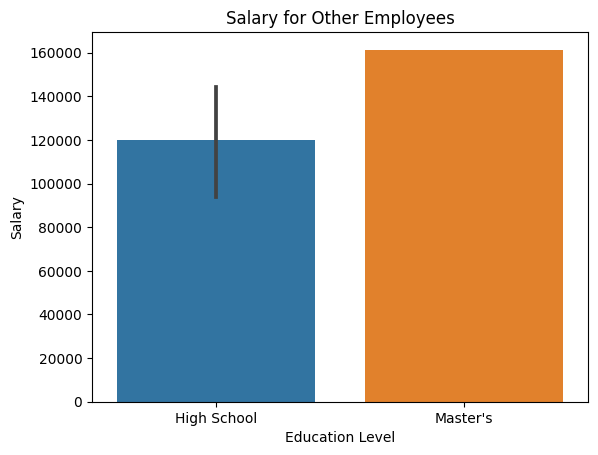 Salary for Other Employees
160000
140000
120000
100000
80000
60000
40000
20000
0
Salary
High School
Master's
Education Level